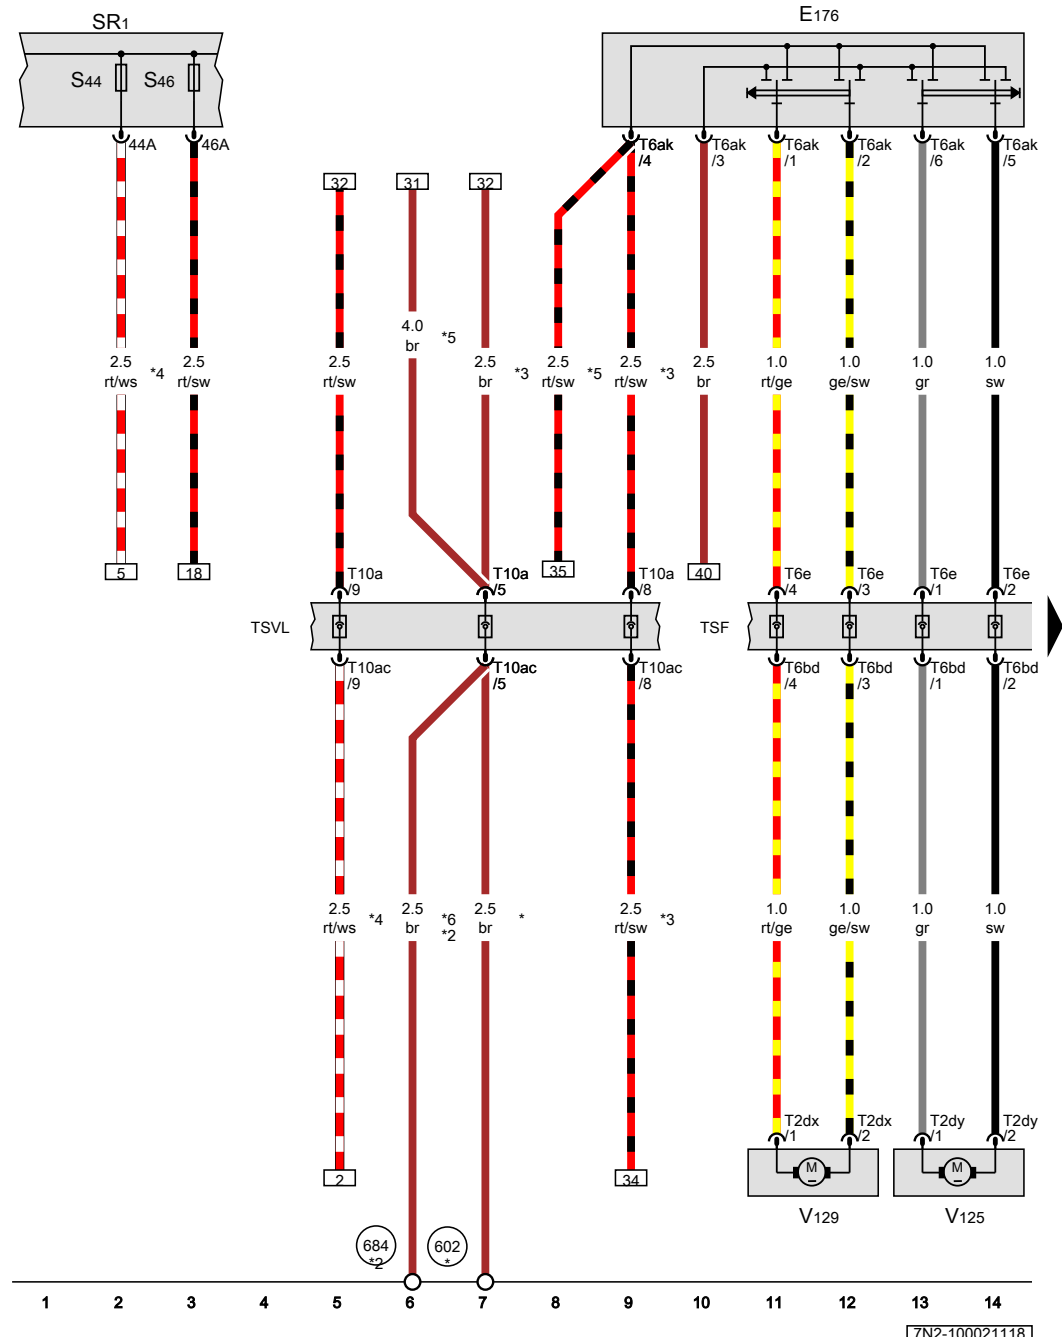 SR1
E176
S44 S46
44A 46A
T6ak /4
T6ak /3
T6ak /1
T6ak /2
T6ak /6
T6ak /5
32 31 32
4.0 br *5
2.5 rt/ws *4
2.5 rt/sw
2.5 rt/sw
2.5 br *3
2.5 rt/sw *5
2.5 rt/sw *3
2.5 br
1.0 rt/ge
1.0 ge/sw
1.0 gr
1.0 sw
5 18 35 40
T10a /9
T10a /5
T10a /8
T6e /4
T6e /3
T6e /1
T6e /2
TSVL
TSF
T10ac /9
T10ac /5
T10ac /8
T6bd /4
T6bd /3
T6bd /1
T6bd /2
2.5 rt/ws *4
2.5 br *6 *2
2.5 br *
2.5 rt/sw *3
1.0 rt/ge
1.0 ge/sw
1.0 gr
1.0 sw
T2dx /1
T2dx /2
T2dy /1
T2dy /2
2 34
M M
V129 V125
684 *2
602 *
1 2 3 4 5 6 7 8 9 10 11 12 13 14
7N2-100021118